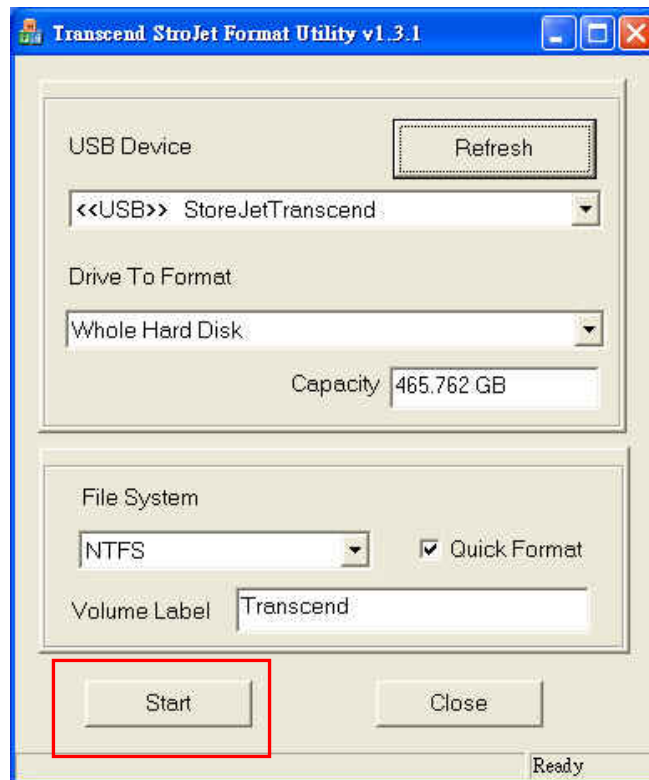 Transcend StroJet Format Utility v1.3.1
USB Device
Refresh
<<USB>> StoreJetTranscend
Drive To Format
Whole Hard Disk
Capacity 465.762 GB
File System
NTFS
Quick Format
Volume Label Transcend
Start Close
Ready